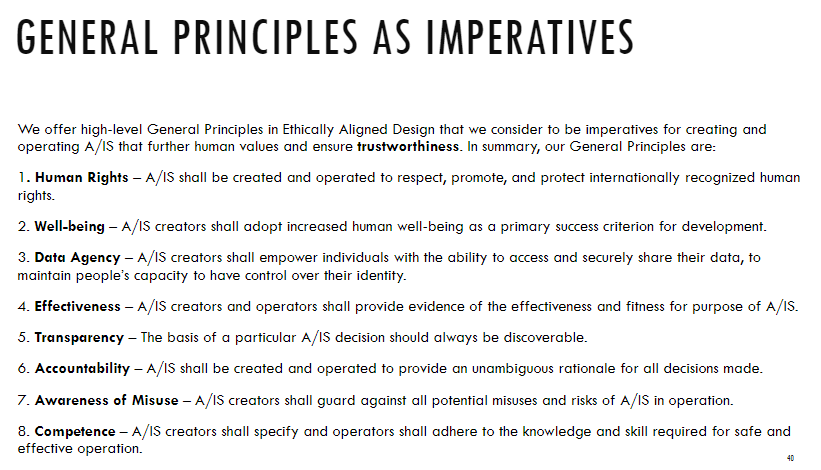 GENERAL PRINCIPLES AS IMPERATIVES
We offer high-level General Principles in Ethically Aligned Design that we consider to be imperatives for creating and
operating A/IS that further human values and ensure trustworthiness. In summary, our General Principles are:
1. Human Rights – A/IS shall be created and operated to respect, promote, and protect internationally recognized human
rights.
2. Well-being – A/IS creators shall adopt increased human well-being as a primary success criterion for development.
3. Data Agency – A/IS creators shall empower individuals with the ability to access and securely share their data, to
maintain people's capacity to have control over their identity.
4. Effectiveness – A/IS creators and operators shall provide evidence of the effectiveness and fitness for purpose of A/IS.
5. Transparency – The basis of a particular A/IS decision should always be discoverable.
6. Accountability – A/IS shall be created and operated to provide an unambiguous rationale for all decisions made.
7. Awareness of Misuse – A/IS creators shall guard against all potential misuses and risks of A/IS in operation.
8. Competence – A/IS creators shall specify and operators shall adhere to the knowledge and skill required for safe and
effective operation.
40